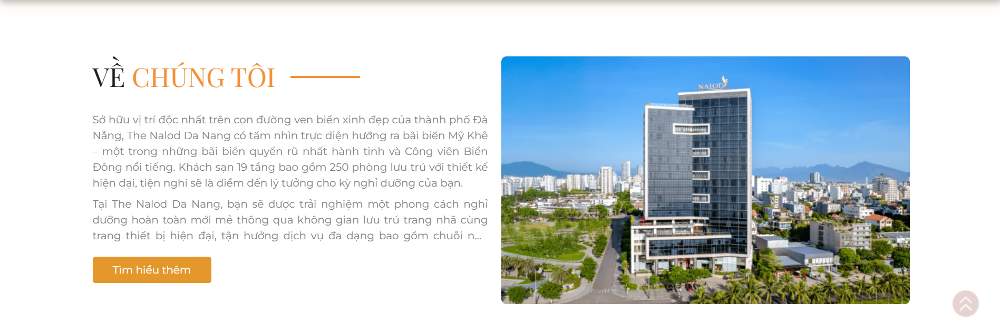 VỀ CHÚNG TÔI
Sở hữu vị trí độc nhất trên con đường ven biển xinh đẹp của thành phố Đà
Nẵng, The Nalod Da Nang có tầm nhìn trực diện hướng ra bãi biển Mỹ Khê
– một trong những bãi biển quyến rũ nhất hành tinh và Công viên Biển
Đông nổi tiếng. Khách sạn 19 tầng bao gồm 250 phòng lưu trú với thiết kế
hiện đại, tiện nghi sẽ là điểm đến lý tưởng cho kỳ nghỉ dưỡng của bạn.
Tại The Nalod Da Nang, bạn sẽ được trải nghiệm một phong cách nghỉ
dưỡng hoàn toàn mới mẻ thông qua không gian lưu trú trang nhã cùng
trang thiết bị hiện đại, tận hưởng dịch vụ đa dạng bao gồm chuỗi n...
Tìm hiểu thêm
NALOD